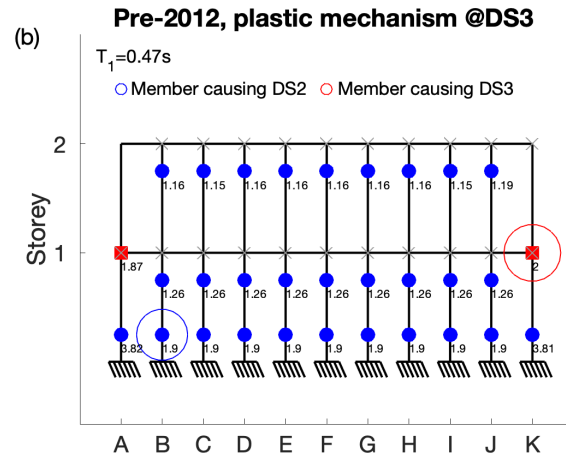 Pre-2012, plastic mechanism @DS3
(b)
T1=0.47s
Member causing DS2 Member causing DS3
2
1.16 1.15 1.16 1.16 1.16 1.16 1.16 1.15 1.19
Storey
1
1.87 2
1.26 1.26 1.26 1.26 1.26 1.26 1.26 1.26 1.26
3.82 1.9 1.9 1.9 1.9 1.9 1.9 1.9 1.9 1.9 3.81
A B C D E F G H I J K